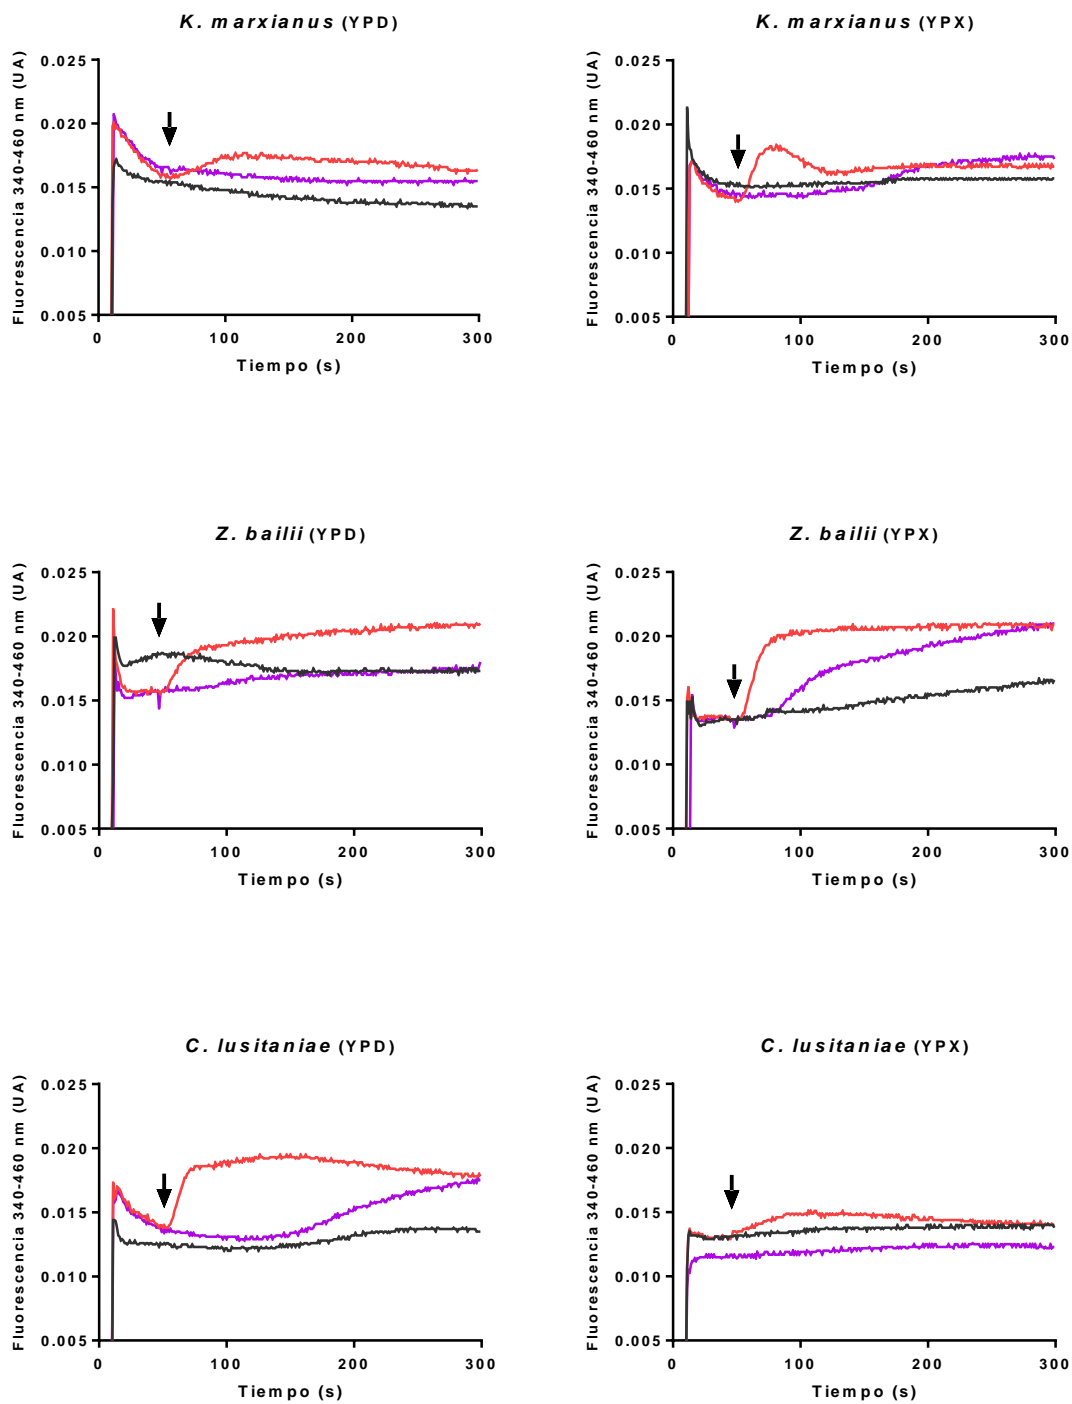 K. marxianus (YPD)
Fluorescencia 340-460 nm (UA)
0.025
0.020
0.015
0.010
0.005
0 100 200 300
Tiempo (s)
K. marxianus (YPX)
Fluorescencia 340-460 nm (UA)
0.025
0.020
0.015
0.010
0.005
0 100 200 300
Tiempo (s)
Z. bailii (YPD)
Fluorescencia 340-460 nm (UA)
0.025
0.020
0.015
0.010
0.005
0 100 200 300
Tiempo (s)
Z. bailii (YPX)
Fluorescencia 340-460 nm (UA)
0.025
0.020
0.015
0.010
0.005
0 100 200 300
Tiempo (s)
C. lusitaniae (YPD)
Fluorescencia 340-460 nm (UA)
0.025
0.020
0.015
0.010
0.005
0 100 200 300
Tiempo (s)
C. lusitaniae (YPX)
Fluorescencia 340-460 nm (UA)
0.025
0.020
0.015
0.010
0.005
0 100 200 300
Tiempo (s)